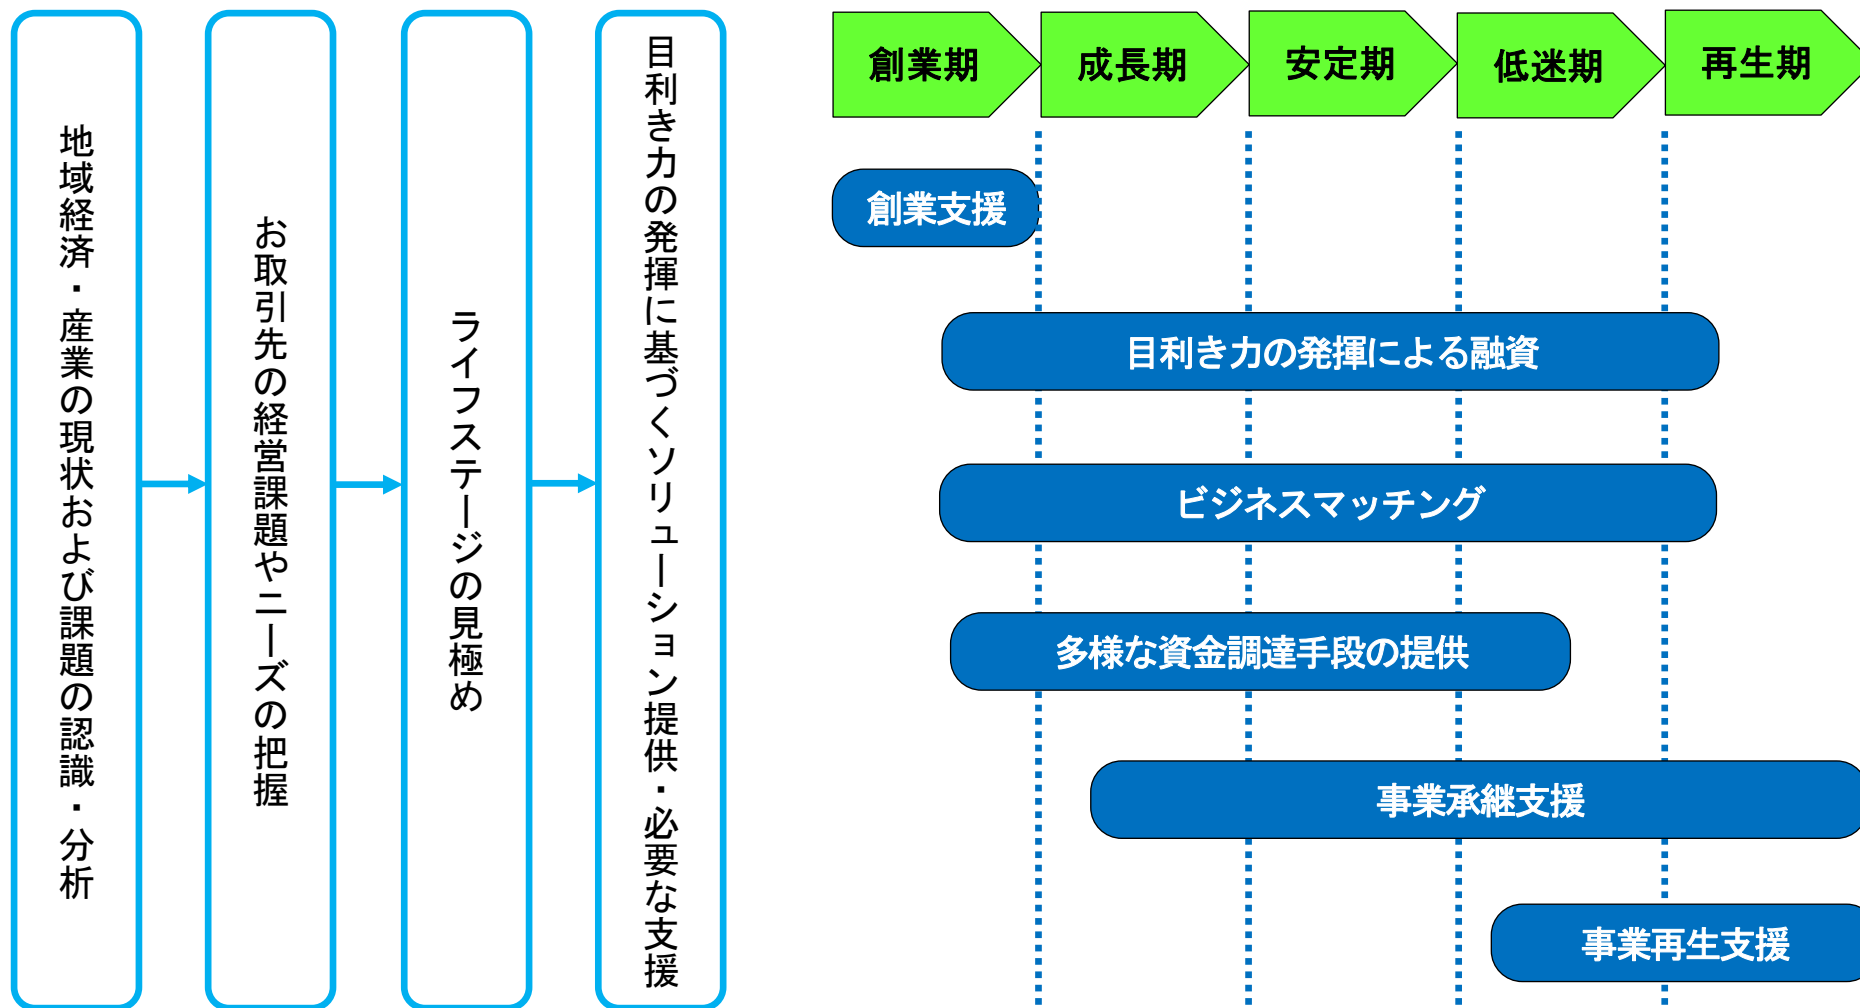 地域経済・産業の現状および課題の認識・分析
お取引先の経営課題やニーズの把握
ライフステージの見極め
目利き力の発揮に基づくソリューション提供・必要な支援
創業期
成長期
安定期
低迷期
再生期
創業支援
目利き力の発揮による融資
ビジネスマッチング
多様な資金調達手段の提供
事業承継支援
事業再生支援